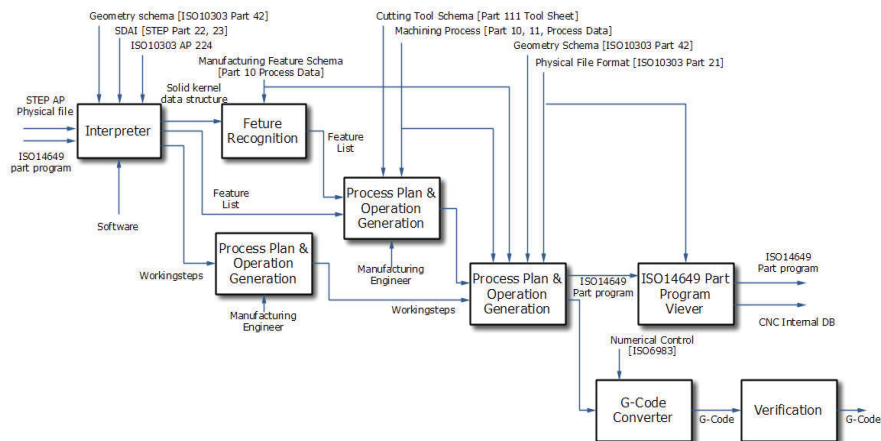 Geometry schema [ISO10303 Part 42]
SDAI [STEP Part 22, 23]
ISO10303 AP 224
Manufacturing Feature Schema
[Part 10 Process Data]
Solid kernel
data structure
Cutting Tool Schema [Part 111 Tool Sheet]
Machining Process [Part 10, 11, Process Data]
Geometry Schema [ISO10303 Part 42]
Physical File Format [ISO10303 Part 21]
STEP AP
Physical file
ISO14649
part program
Interpreter
Software
Feture
Recognition
Feature
List
Feature
List
Process Plan &
Operation
Generation
Manufacturing
Engineer
Workingsteps
Process Plan &
Operation
Generation
Manufacturing
Engineer
Workingsteps
Process Plan &
Operation
Generation
ISO14649
Part program
ISO14649 Part
Program
Viever
ISO14649
Part program
CNC Internal DB
Numerical Control
[ISO6983]
G-Code
Converter
G-Code
Verification
G-Code